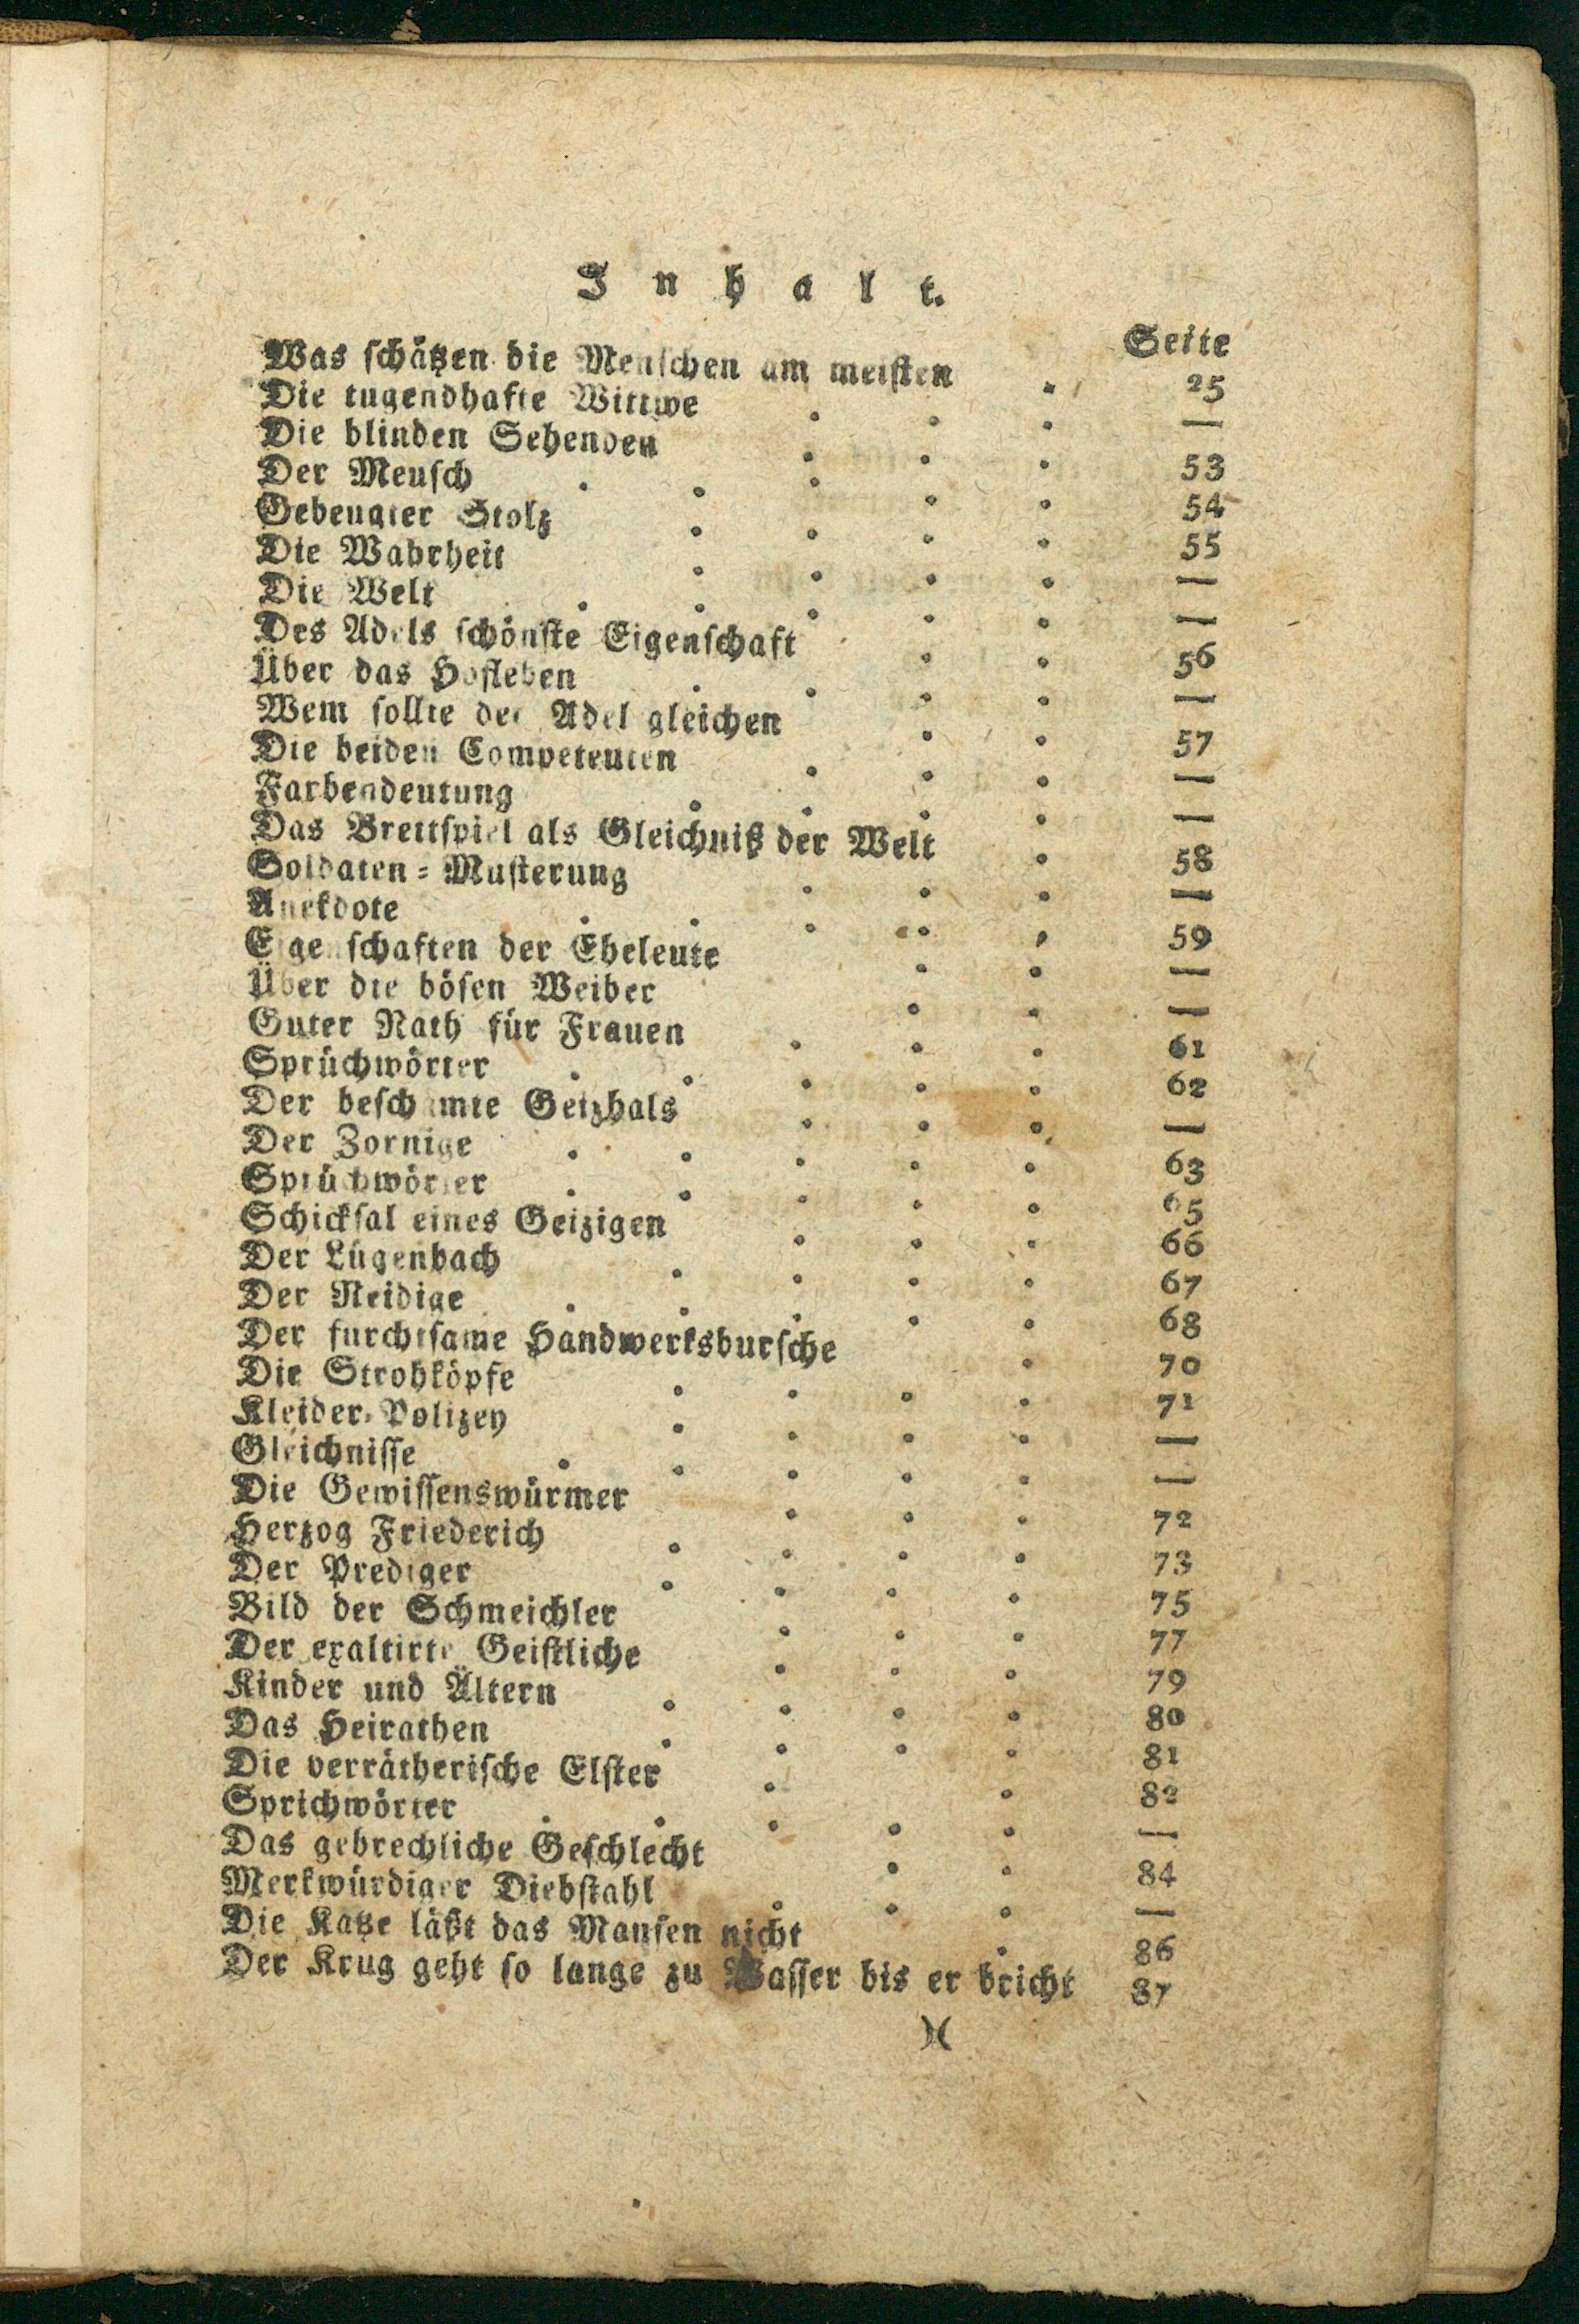 Inhalt.
Seite
Was schätzen die Menschen am meisten . 25
Die tugendhafte Wittwe . . . —
Die blinden Sehenden . . . 53
Der Mensch . . . . . 54
Gebeugter Stolz . . . . 55
Die Wahrheit . . . . —
Die Welt . . . . . —
Des Adels schönste Eigenschaft . . 56
Über das Hofleben . . . . —
Wem sollte der Adel gleichen . . 57
Die beiden Competenten . . . —
Farbendeutung . . . . —
Das Brettspiel als Gleichniß der Welt . 58
Soldaten-Musterung . . . —
Anekdote . . . . . 59
Eigenschaften der Eheleute . . —
Über die bösen Weiber . . —
Guter Rath für Frauen . . . 61
Sprüchwörter . . . . . 62
Der beschämte Geizhals . . . —
Der Zornige . . . . . 63
Sprüchwörter . . . . . 65
Schicksal eines Geizigen . . . 66
Der Lügenbach . . . . 67
Der Neidige . . . . . 68
Der furchtsame Handwerksbursche . 70
Die Strohköpfe . . . . 71
Kleider-Polizey . . . . —
Gleichnisse . . . . . —
Die Gewissenswürmer . . . 72
Herzog Friederich . . . . 73
Der Prediger . . . . 75
Bild der Schmeichler . . . 77
Der exaltirte Geistliche . . . 79
Kinder und Ältern . . . . 80
Das Heirathen . . . . 81
Die verrätherische Elster . . 82
Sprichwörter . . . . . —
Das gebrechliche Geschlecht . . 84
Merkwürdiger Diebstahl . . . —
Die Katze läßt das Mausen nicht . 86
Der Krug geht so lange zu Wasser bis er bricht 87
)(